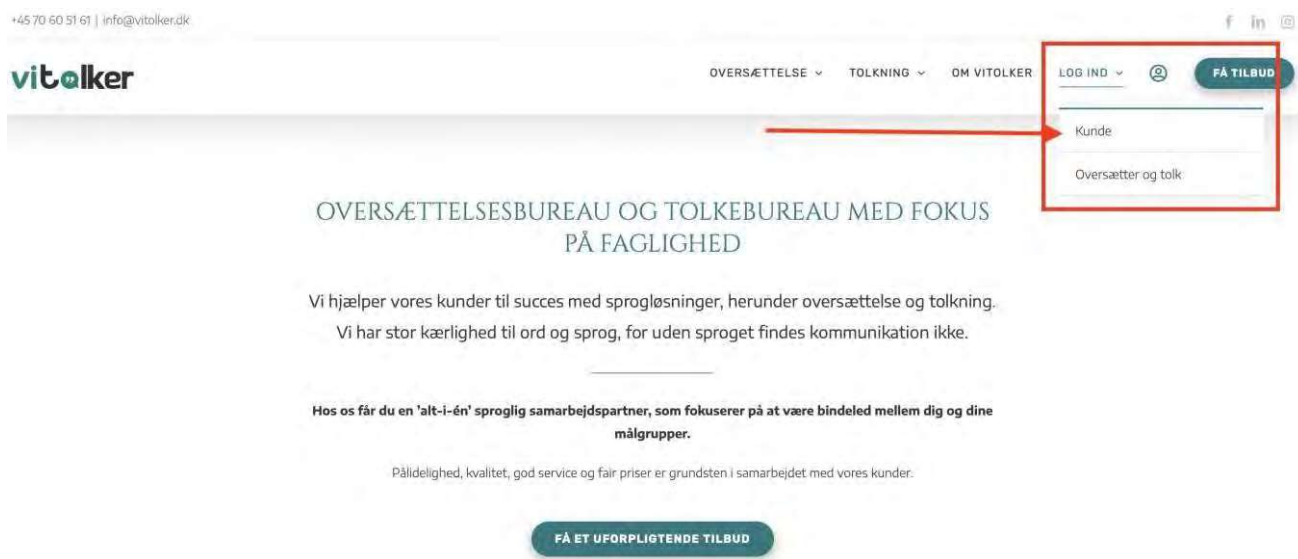 +45 70 60 51 61 | info@vitolker.dk
vitolker
OVERSÆTTELSE TOLKNING OM VITOLKER LOG IND FÅ TILBUD
Kunde
Oversætter og tolk
OVERSÆTTELSESBUREAU OG TOLKEBUREAU MED FOKUS
PÅ FAGLIGHED
Vi hjælper vores kunder til succes med sprogløsninger, herunder oversættelse og tolkning.
Vi har stor kærlighed til ord og sprog, for uden sproget findes kommunikation ikke.
Hos os får du en 'alt-i-én' sproglig samarbejdspartner, som fokuserer på at være bindeled mellem dig og dine
målgrupper.
Pålidelighed, kvalitet, god service og fair priser er grundsten i samarbejdet med vores kunder.
FÅ ET UFORPLIGTENDE TILBUD